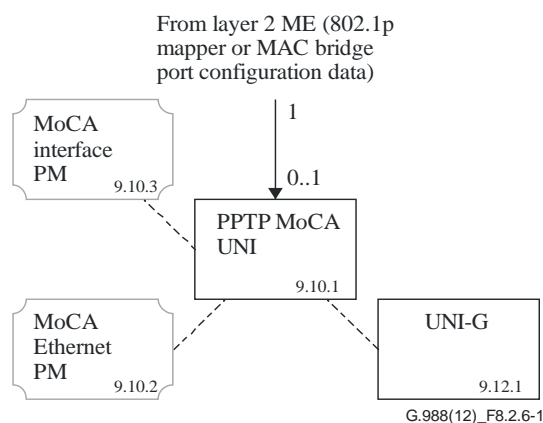 From layer 2 ME (802.1p
mapper or MAC bridge
port configuration data)
1
0..1
MoCA
interface
PM
9.10.3
PPTP MoCA
UNI
9.10.1
MoCA
Ethernet
PM
9.10.2
UNI-G
9.12.1
G.988(12)_F8.2.6-1